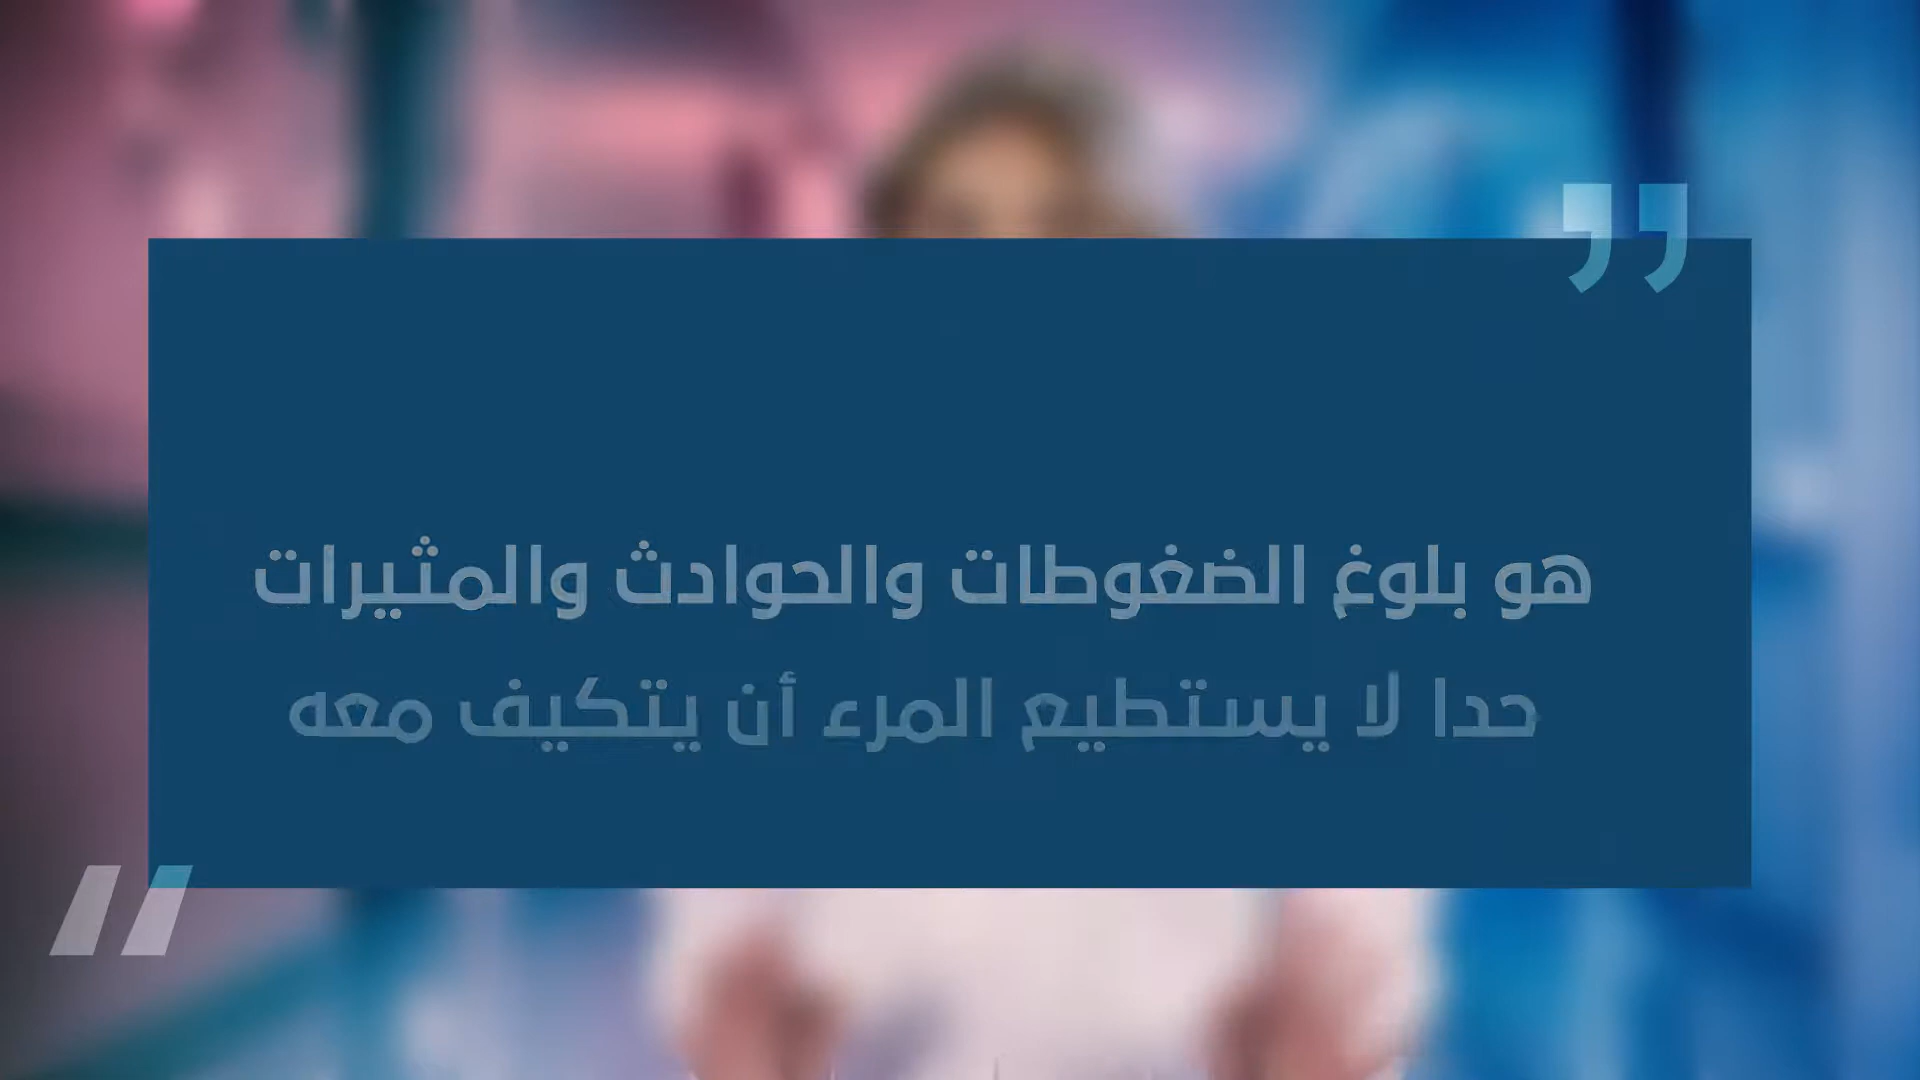 هو بلوغ الضغوطات والحوادث والمثيرات
حدا لا يستطيع المرء أن يتكيف معه